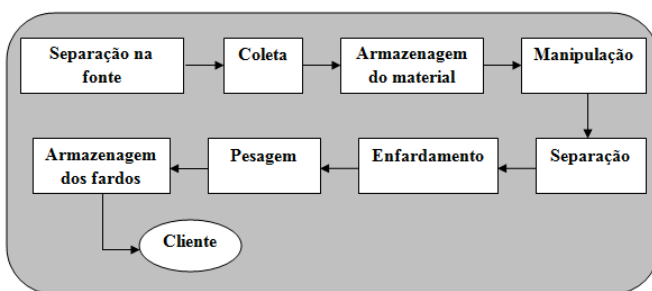 Separação na
fonte
Coleta
Armazenagem
do material
Manipulação
Separação
Enfardamento
Pesagem
Armazenagem
dos fardos
Cliente